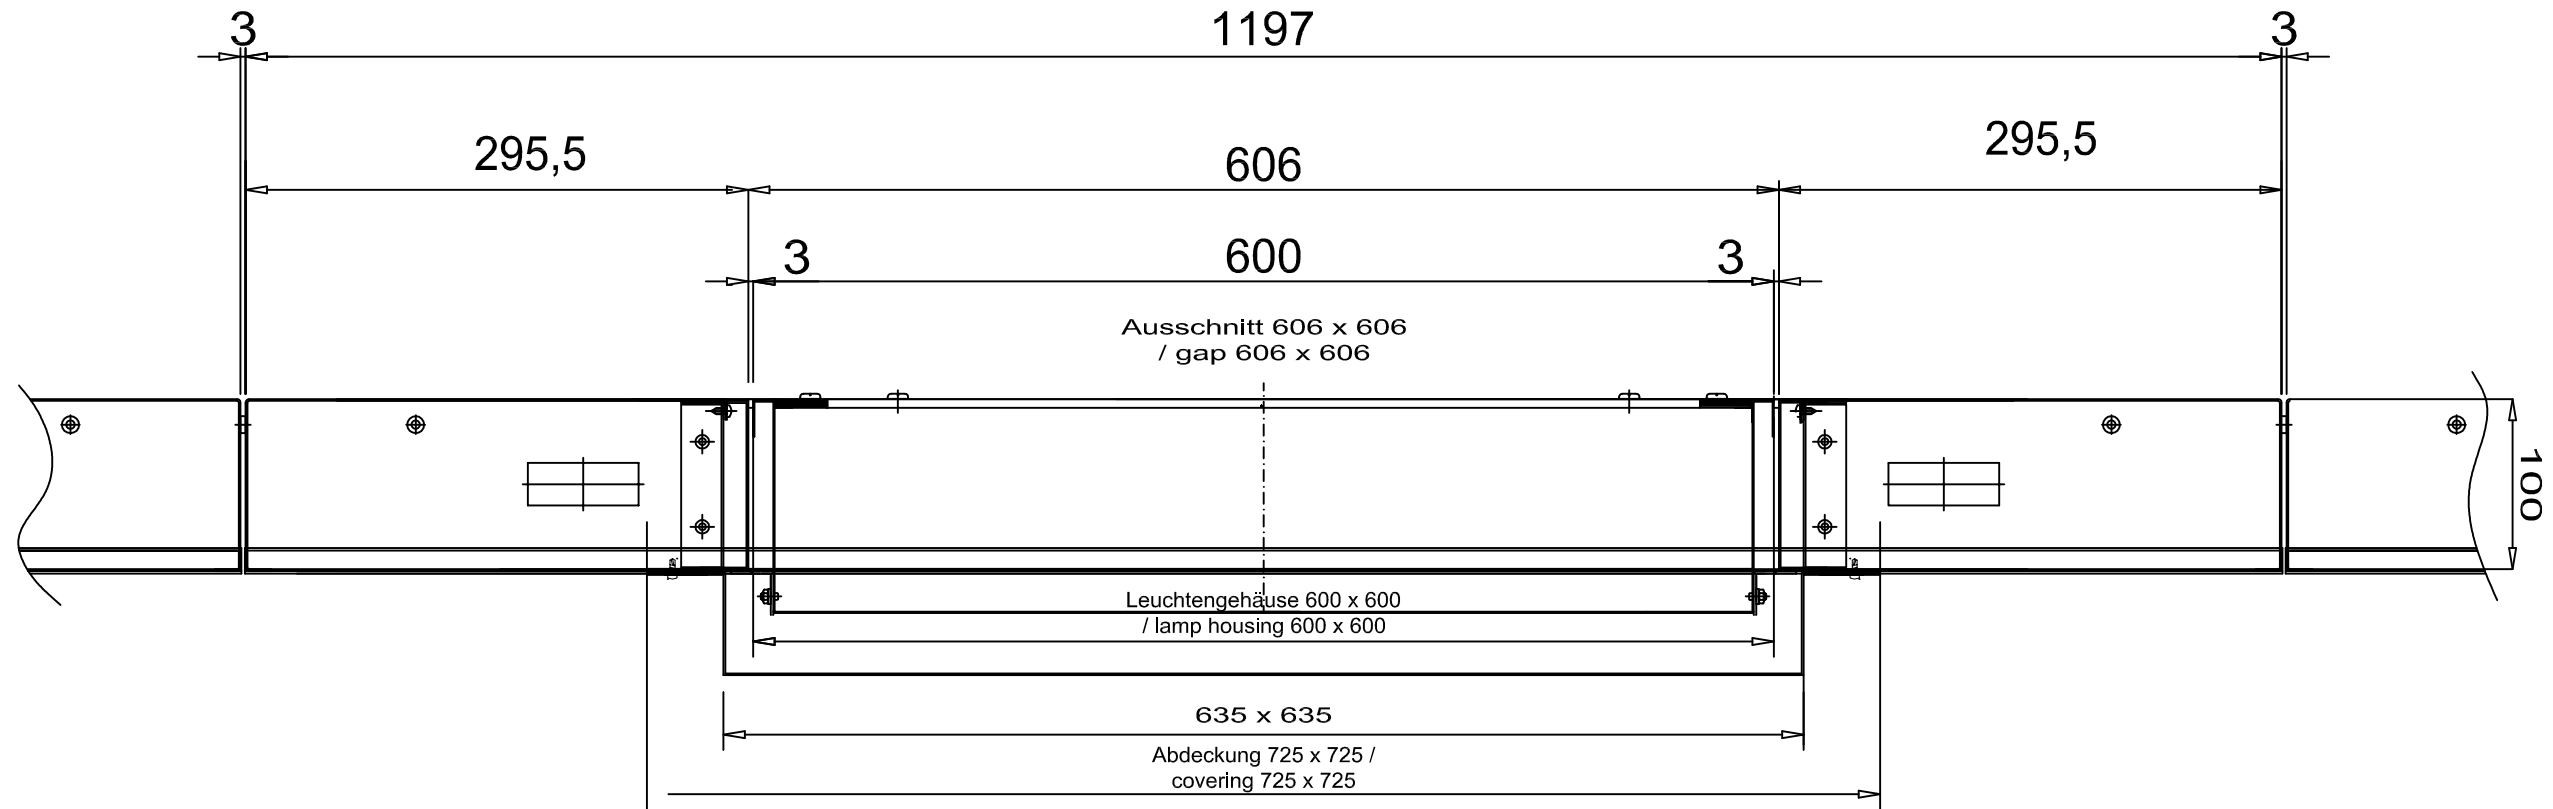 3 1197 3
295,5 606 295,5
3 600 3
Ausschnitt 606 x 606
/ gap 606 x 606
100
Leuchtengehäuse 600 x 600
/ lamp housing 600 x 600
635 x 635
Abdeckung 725 x 725 /
covering 725 x 725